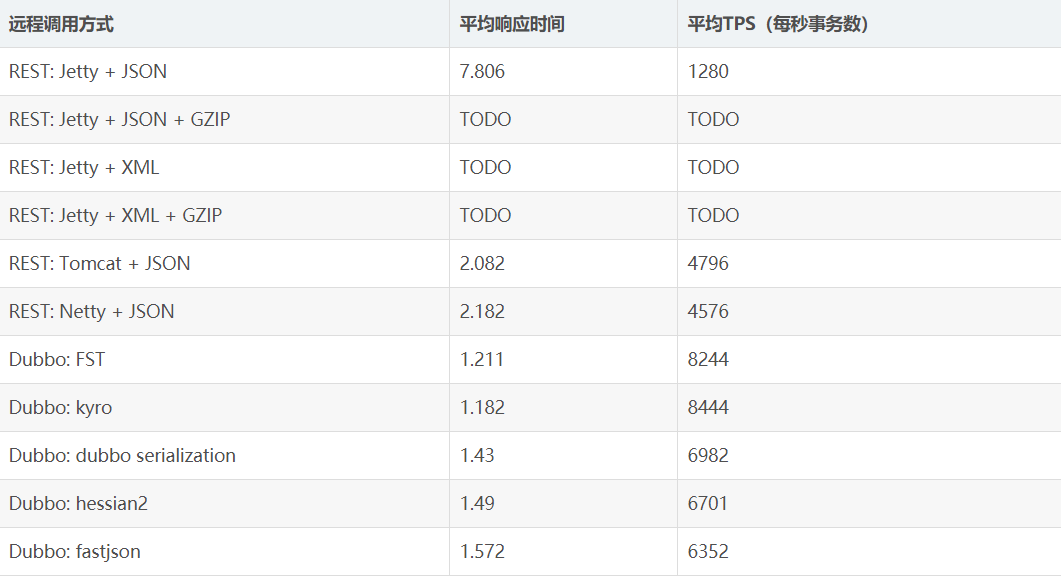 远程调用方式 平均响应时间 平均TPS（每秒事务数）
REST: Jetty + JSON 7.806 1280
REST: Jetty + JSON + GZIP TODO TODO
REST: Jetty + XML TODO TODO
REST: Jetty + XML + GZIP TODO TODO
REST: Tomcat + JSON 2.082 4796
REST: Netty + JSON 2.182 4576
Dubbo: FST 1.211 8244
Dubbo: kyro 1.182 8444
Dubbo: dubbo serialization 1.43 6982
Dubbo: hessian2 1.49 6701
Dubbo: fastjson 1.572 6352